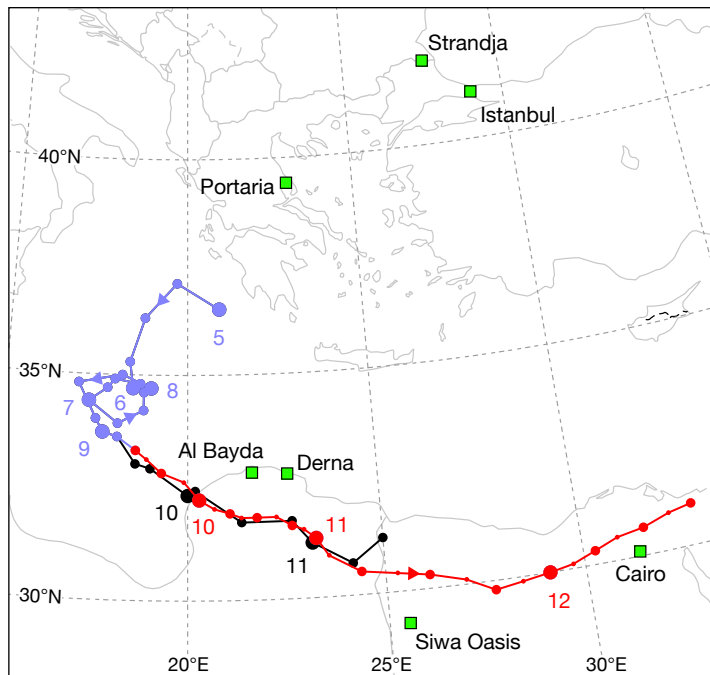 Strandja
Istanbul
40°N
Portaria
5
35°N
7
6
8
9
Al Bayda
Derna
10
10
11
11
30°N
12
Cairo
Siwa Oasis
20°E
25°E
30°E